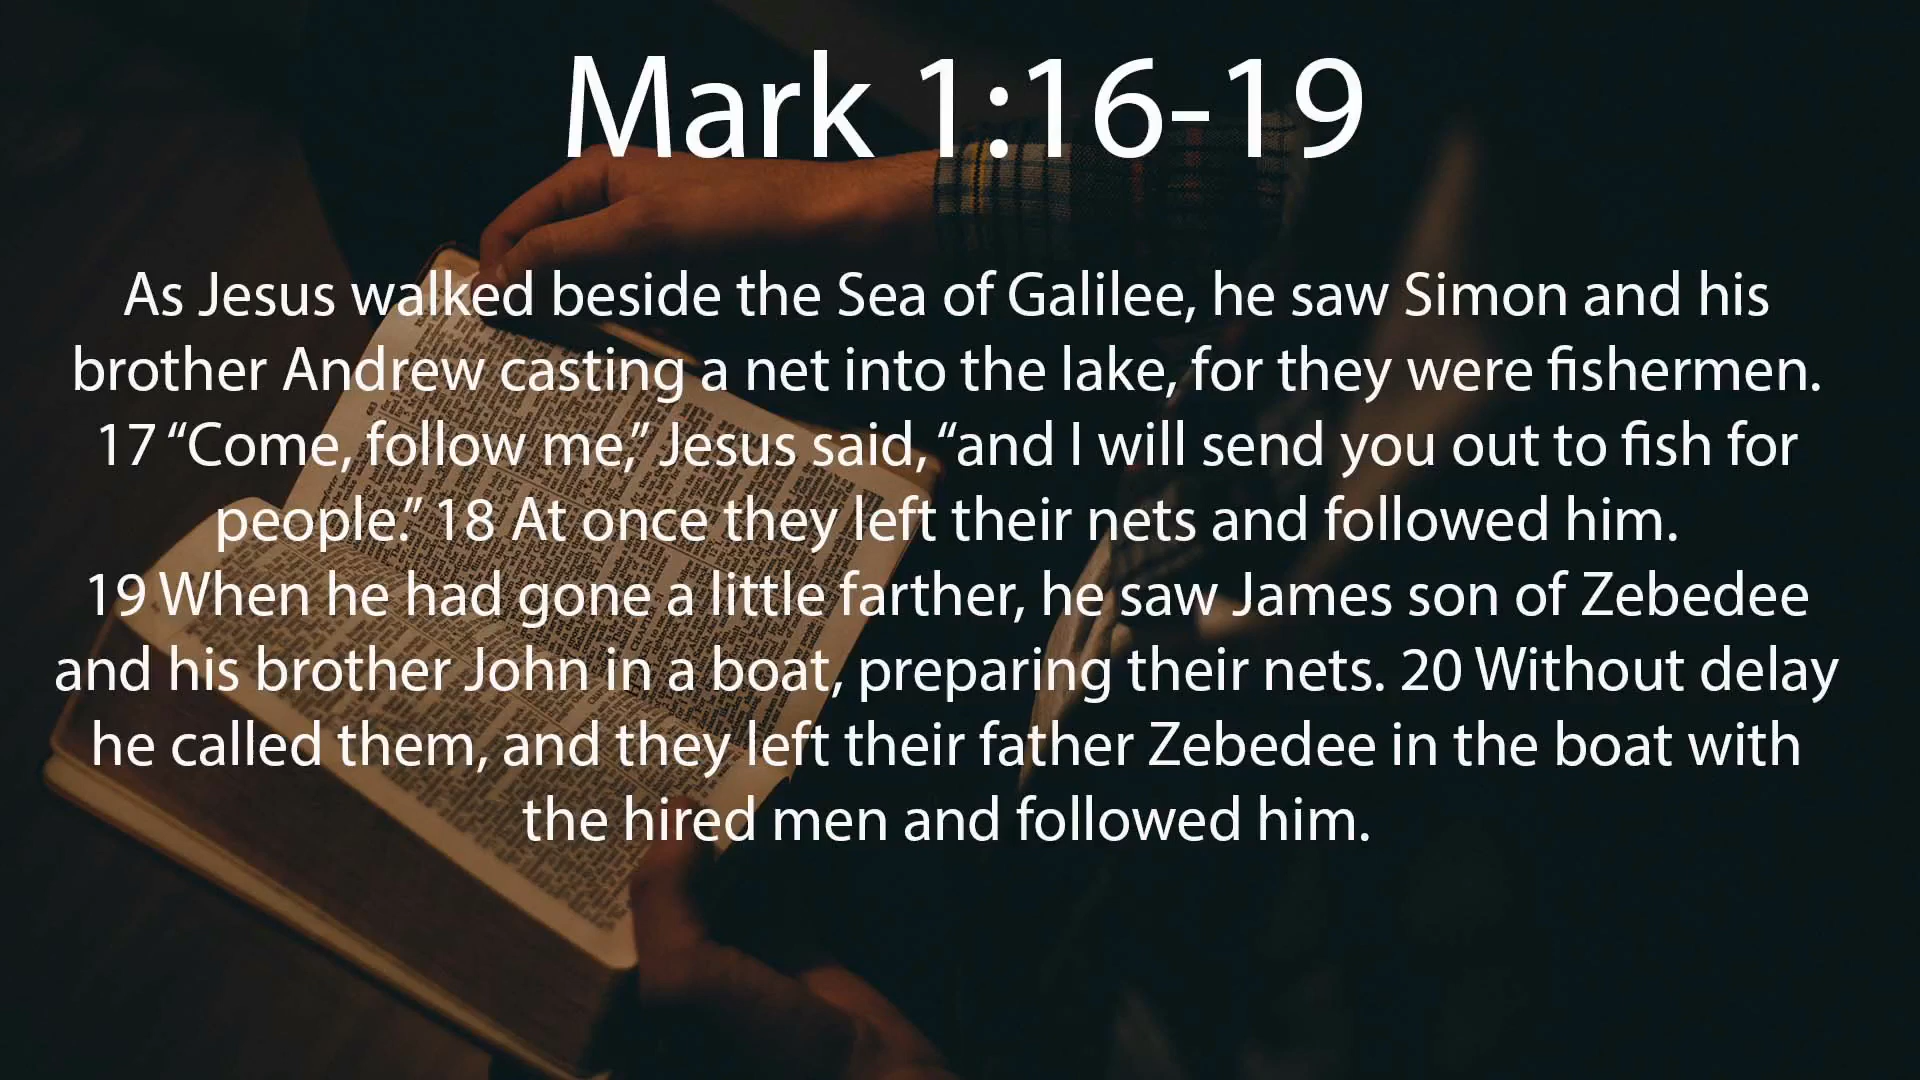 Mark 1:16-19
As Jesus walked beside the Sea of Galilee, he saw Simon and his
brother Andrew casting a net into the lake, for they were fishermen.
17 “Come, follow me,” Jesus said, “and I will send you out to fish for
people.” 18 At once they left their nets and followed him.
19 When he had gone a little farther, he saw James son of Zebedee
and his brother John in a boat, preparing their nets. 20 Without delay
he called them, and they left their father Zebedee in the boat with
the hired men and followed him.